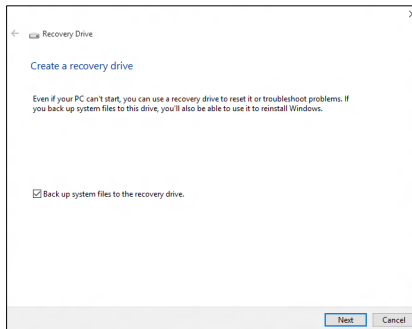 Recovery Drive
Create a recovery drive
Even if your PC can't start, you can use a recovery drive to reset it or troubleshoot problems. If
you back up system files to this drive, you'll also be able to use it to reinstall Windows.
Back up system files to the recovery drive.
Next Cancel